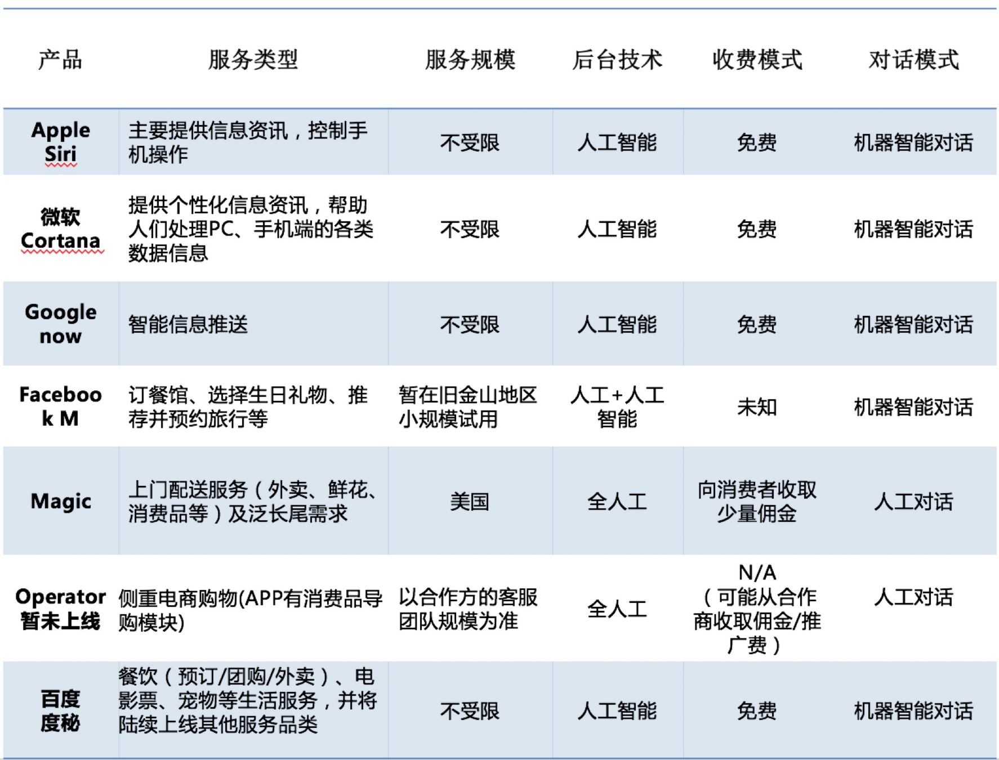 产品 服务类型 服务规模 后台技术 收费模式 对话模式
Apple
Siri
主要提供信息资讯，控制手
机操作
不受限
人工智能
免费
机器智能对话
微软
Cortana
提供个性化信息资讯，帮助
人们处理PC、手机端的各类
数据信息
不受限
人工智能
免费
机器智能对话
Google
now
智能信息推送
不受限
人工智能
免费
机器智能对话
Faceboo
k M
订餐馆、选择生日礼物、推
荐并预约旅行等
暂在旧金山地区
小规模试用
人工+人工
智能
未知
机器智能对话
Magic
上门配送服务（外卖、鲜花、
消费品等）及泛长尾需求
美国
全人工
向消费者收取
少量佣金
人工对话
Operator
暂未上线
侧重电商购物(APP有消费品导
购模块)
以合作方的客服
团队规模为准
全人工
N/A
（可能从合作
商收取佣金/推
广费）
人工对话
百度
度秘
餐饮（预订/团购/外卖）、电
影票、宠物等生活服务，并将
陆续上线其他服务品类
不受限
人工智能
免费
机器智能对话